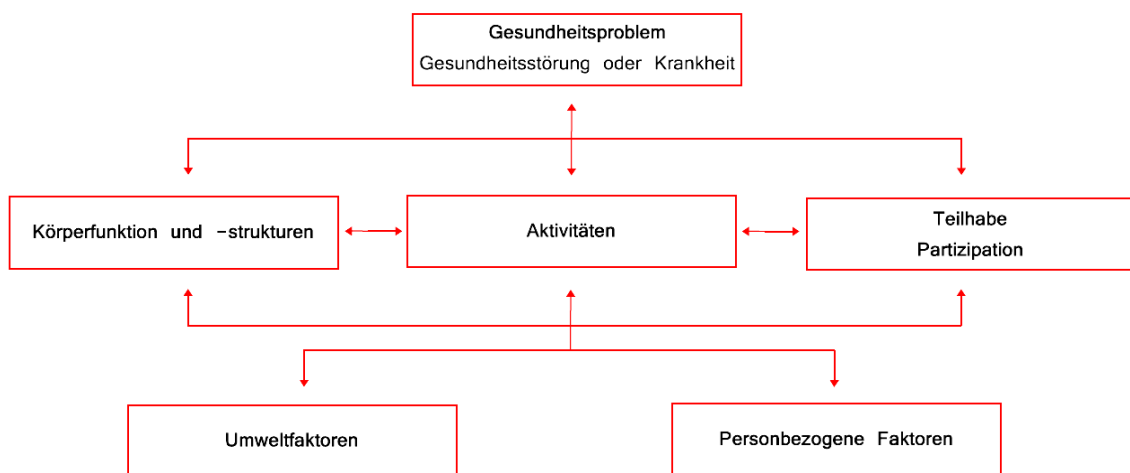 Gesundheitsproblem
Gesundheitsstörung oder Krankheit
Körperfunktion und –strukturen
Aktivitäten
Teilhabe
Partizipation
Umweltfaktoren
Personbezogene Faktoren